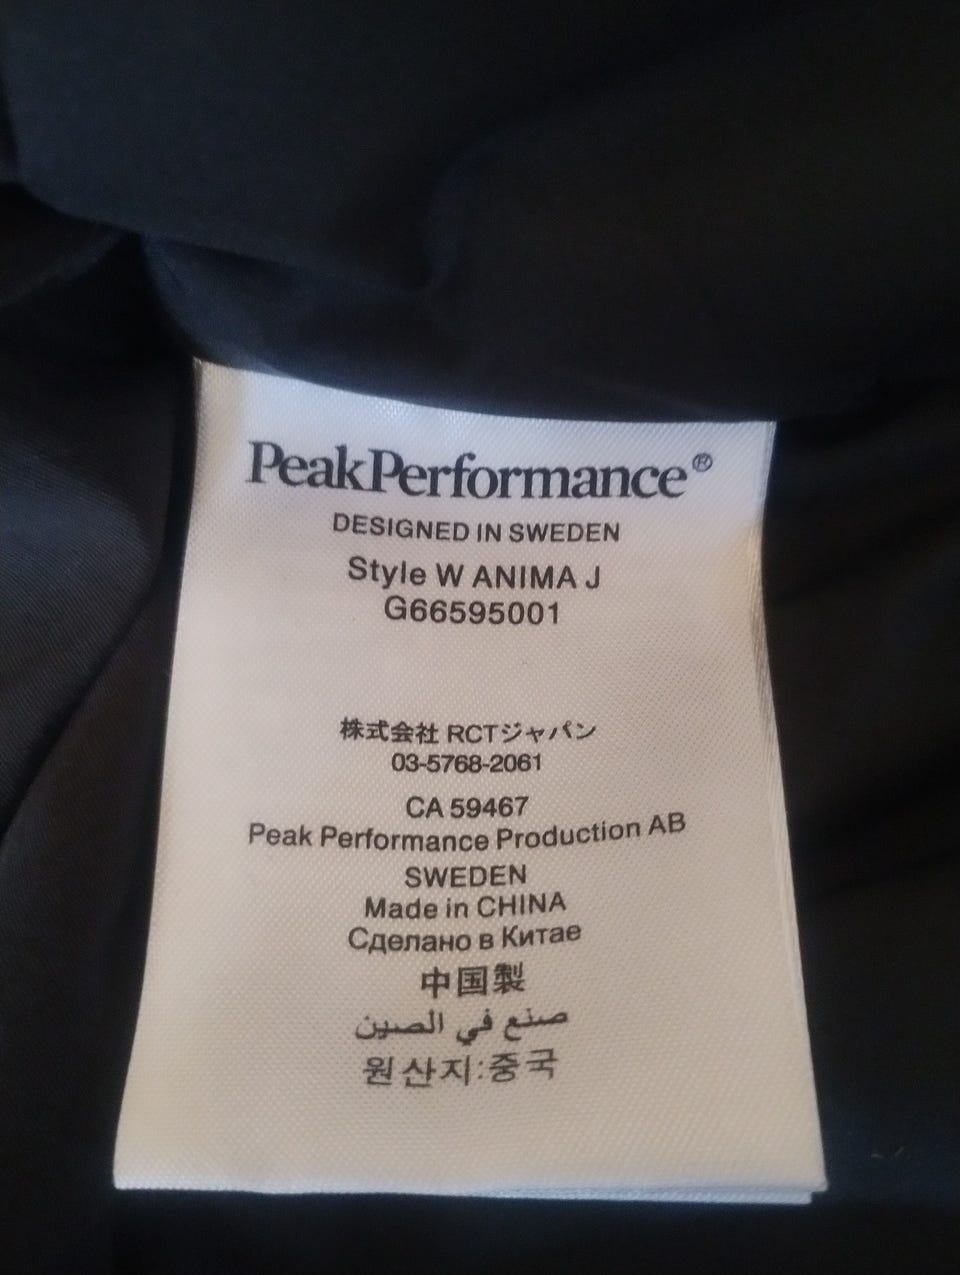 PeakPerformance®
DESIGNED IN SWEDEN
Style W ANIMA J
G66595001
株式会社 RCTジャパン
03-5768-2061
CA 59467
Peak Performance Production AB
SWEDEN
Made in CHINA
Сделано в Китае
中国製
صنع في الصين
원산지:중국